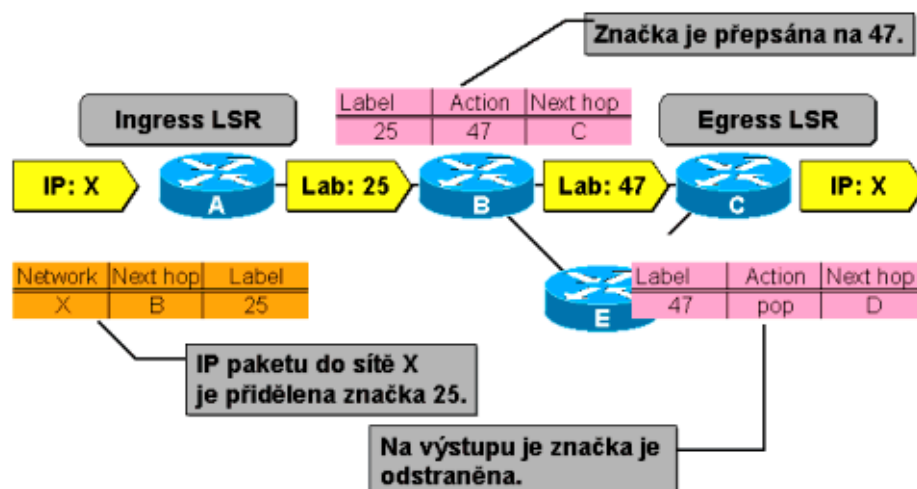 Značka je přepsána na 47.
Label Action Next hop
25 47 C
Ingress LSR
Egress LSR
IP: X
A
Lab: 25
B
Lab: 47
C
IP: X
Network Next hop Label
X B 25
E
Label Action Next hop
47 pop D
IP paketu do sítě X
je přidělena značka 25.
Na výstupu je značka je
odstraněna.